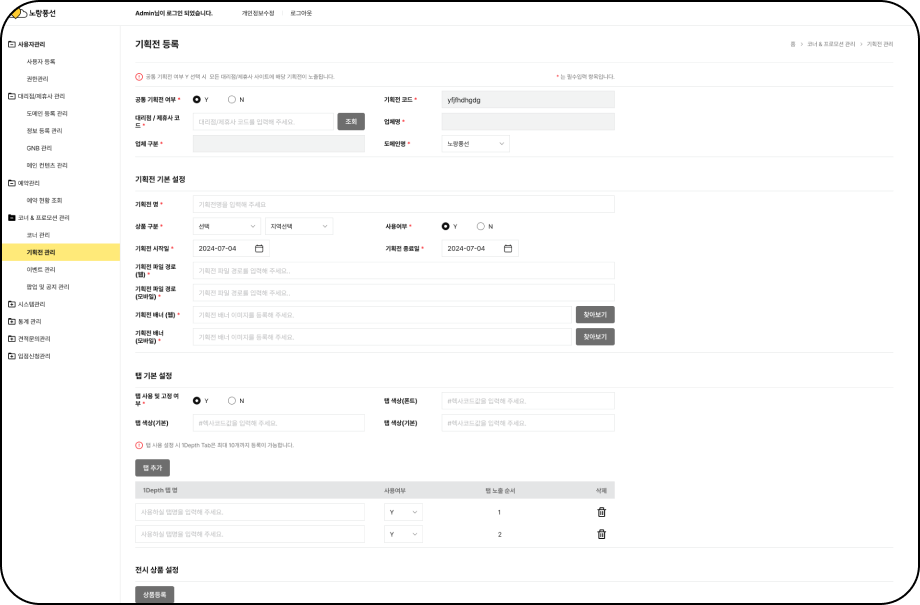 노랑풍선
Admin님이 로그인 되었습니다. 개인정보수정 로그아웃
사용자관리
사용자 등록
권한관리
대리점/제휴사 관리
도메인 등록 관리
정보 등록 관리
GNB 관리
메인 컨텐츠 관리
예약관리
예약 현황 조회
코너 & 프로모션 관리
코너 관리
기획전 관리
이벤트 관리
팝업 및 공지 관리
시스템관리
통계 관리
견적문의관리
입점신청관리
기획전 등록
홈 > 코너 & 프로모션 관리 > 기획전 관리
공통 기획전 여부 Y 선택 시, 모든 대리점/제휴사 사이트에 해당 기획전이 노출됩니다.
* 는 필수입력 항목입니다.
공통 기획전 여부 * Y N
기획전 코드 * yfjfhdhgdg
대리점 / 제휴사 코드 * 대리점/제휴사 코드를 입력해 주세요. 조회
업체명 *
업체 구분 *
도메인명 * 노랑풍선
기획전 기본 설정
기획전 명 * 기획전명을 입력해 주세요
상품 구분 * 선택 지역선택
사용여부 * Y N
기획전 시작일 * 2024-07-04
기획전 종료일 * 2024-07-04
기획전 파일 경로
(웹) * 기획전 파일 경로를 입력해 주세요.
기획전 파일 경로
(모바일) * 기획전 파일 경로를 입력해 주세요.
기획전 배너 (웹) * 기획전 배너 이미지를 등록해 주세요. 찾아보기
기획전 배너
(모바일) * 기획전 배너 이미지를 등록해 주세요. 찾아보기
탭 기본 설정
탭 사용 및 고정 여부 * Y N
탭 색상(폰트) #헥사코드값을 입력해 주세요.
탭 색상(기본) #헥사코드값을 입력해 주세요.
탭 색상(기본) #헥사코드값을 입력해 주세요.
탭 사용 설정 시 1Depth Tab은 최대 10개까지 등록이 가능합니다.
탭 추가
1Depth 탭 명 사용여부 탭 노출 순서 삭제
사용하실 탭명을 입력해 주세요. Y 1
사용하실 탭명을 입력해 주세요. Y 2
전시 상품 설정
상품등록